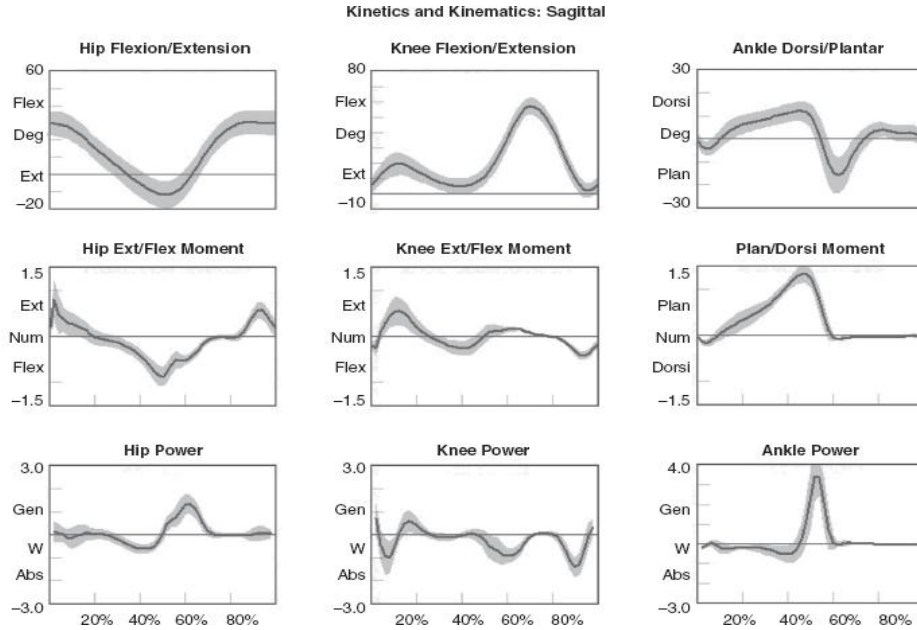 Kinetics and Kinematics: Sagittal
Hip Flexion/Extension
60
Flex
Deg
Ext
−20
Knee Flexion/Extension
80
Flex
Deg
Ext
−10
Ankle Dorsi/Plantar
30
Dorsi
Deg
Plan
−30
Hip Ext/Flex Moment
1.5
Ext
Num
Flex
−1.5
Knee Ext/Flex Moment
1.5
Ext
Num
Flex
−1.5
Plan/Dorsi Moment
1.5
Plan
Num
Dorsi
−1.5
Hip Power
3.0
Gen
W
Abs
−3.0
20% 40% 60% 80%
Knee Power
3.0
Gen
W
Abs
−3.0
20% 40% 60% 80%
Ankle Power
4.0
Gen
W
Abs
−3.0
20% 40% 60% 80%